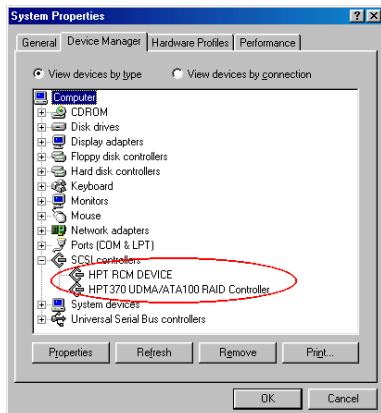 System Properties
General
Device Manager
Hardware Profiles
Performance
View devices by type
View devices by connection
Computer
CDROM
Disk drives
Display adapters
Floppy disk controllers
Hard disk controllers
Keyboard
Monitors
Mouse
Network adapters
Ports (COM & LPT)
SCSI controllers
HPT RCM DEVICE
HPT370 UDMA/ATA100 RAID Controller
System devices
Universal Serial Bus controllers
Properties
Refresh
Remove
Print...
OK
Cancel